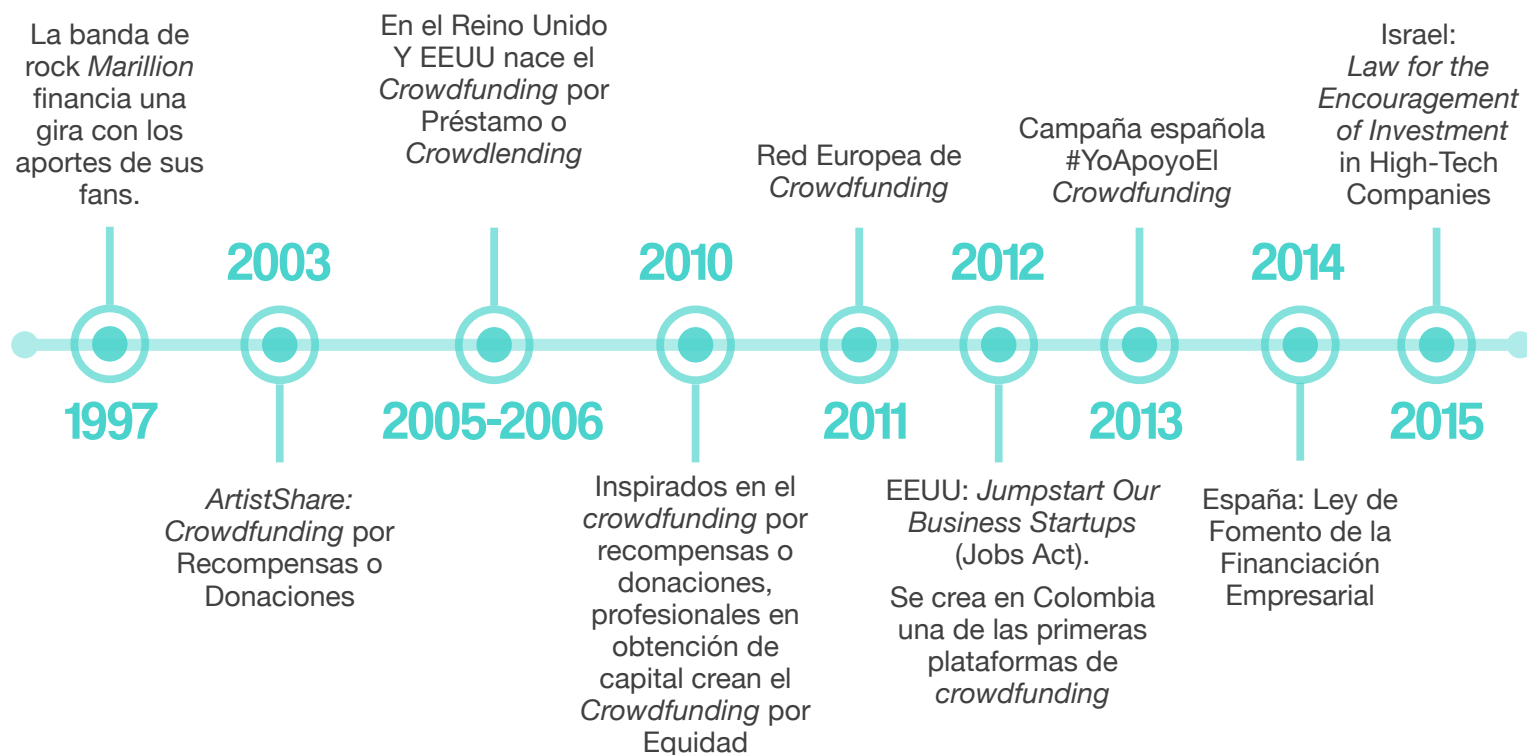 La banda de
rock Marillion
financia una
gira con los
aportes de sus
fans.
1997
2003
ArtistShare:
Crowdfunding por
Recompensas o
Donaciones
En el Reino Unido
Y EEUU nace el
Crowdfunding por
Préstamo o
Crowdlending
2005-2006
2010
Inspirados en el
crowdfunding por
recompensas o
donaciones,
profesionales en
obtención de
capital crean el
Crowdfunding por
Equidad
Red Europea de
Crowdfunding
2011
2012
EEUU: Jumpstart Our
Business Startups
(Jobs Act).
Se crea en Colombia
una de las primeras
plataformas de
crowdfunding
Campaña española
#YoApoyoEl
Crowdfunding
2013
2014
España: Ley de
Fomento de la
Financiación
Empresarial
Israel:
Law for the
Encouragement
of Investment
in High-Tech
Companies
2015